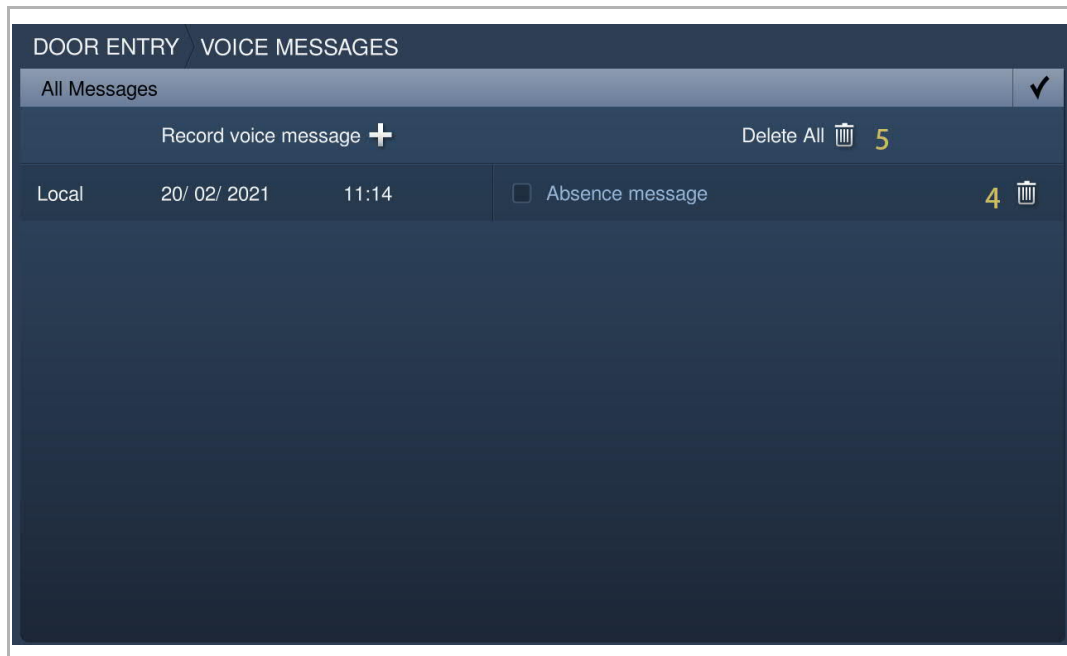 DOOR ENTRY VOICE MESSAGES
All Messages
Record voice message Delete All 5
Local 20/ 02/ 2021 11:14 Absence message 4